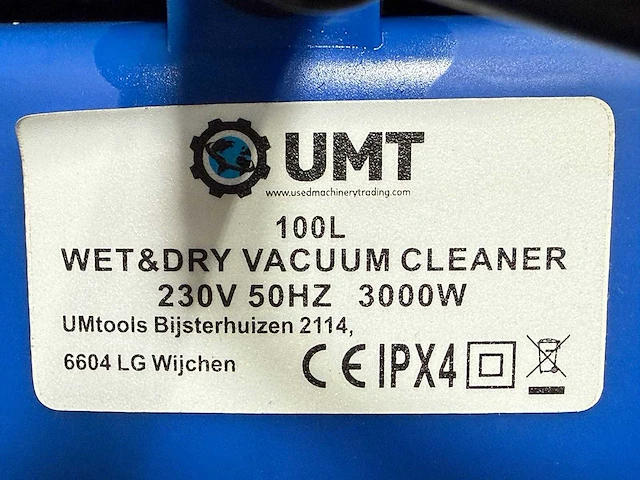 UMT
www.usedmachinerytrading.com
100L
WET&DRY VACUUM CLEANER
230V 50HZ 3000W
UMtools Bijsterhuizen 2114,
6604 LG Wijchen
CE IPX4